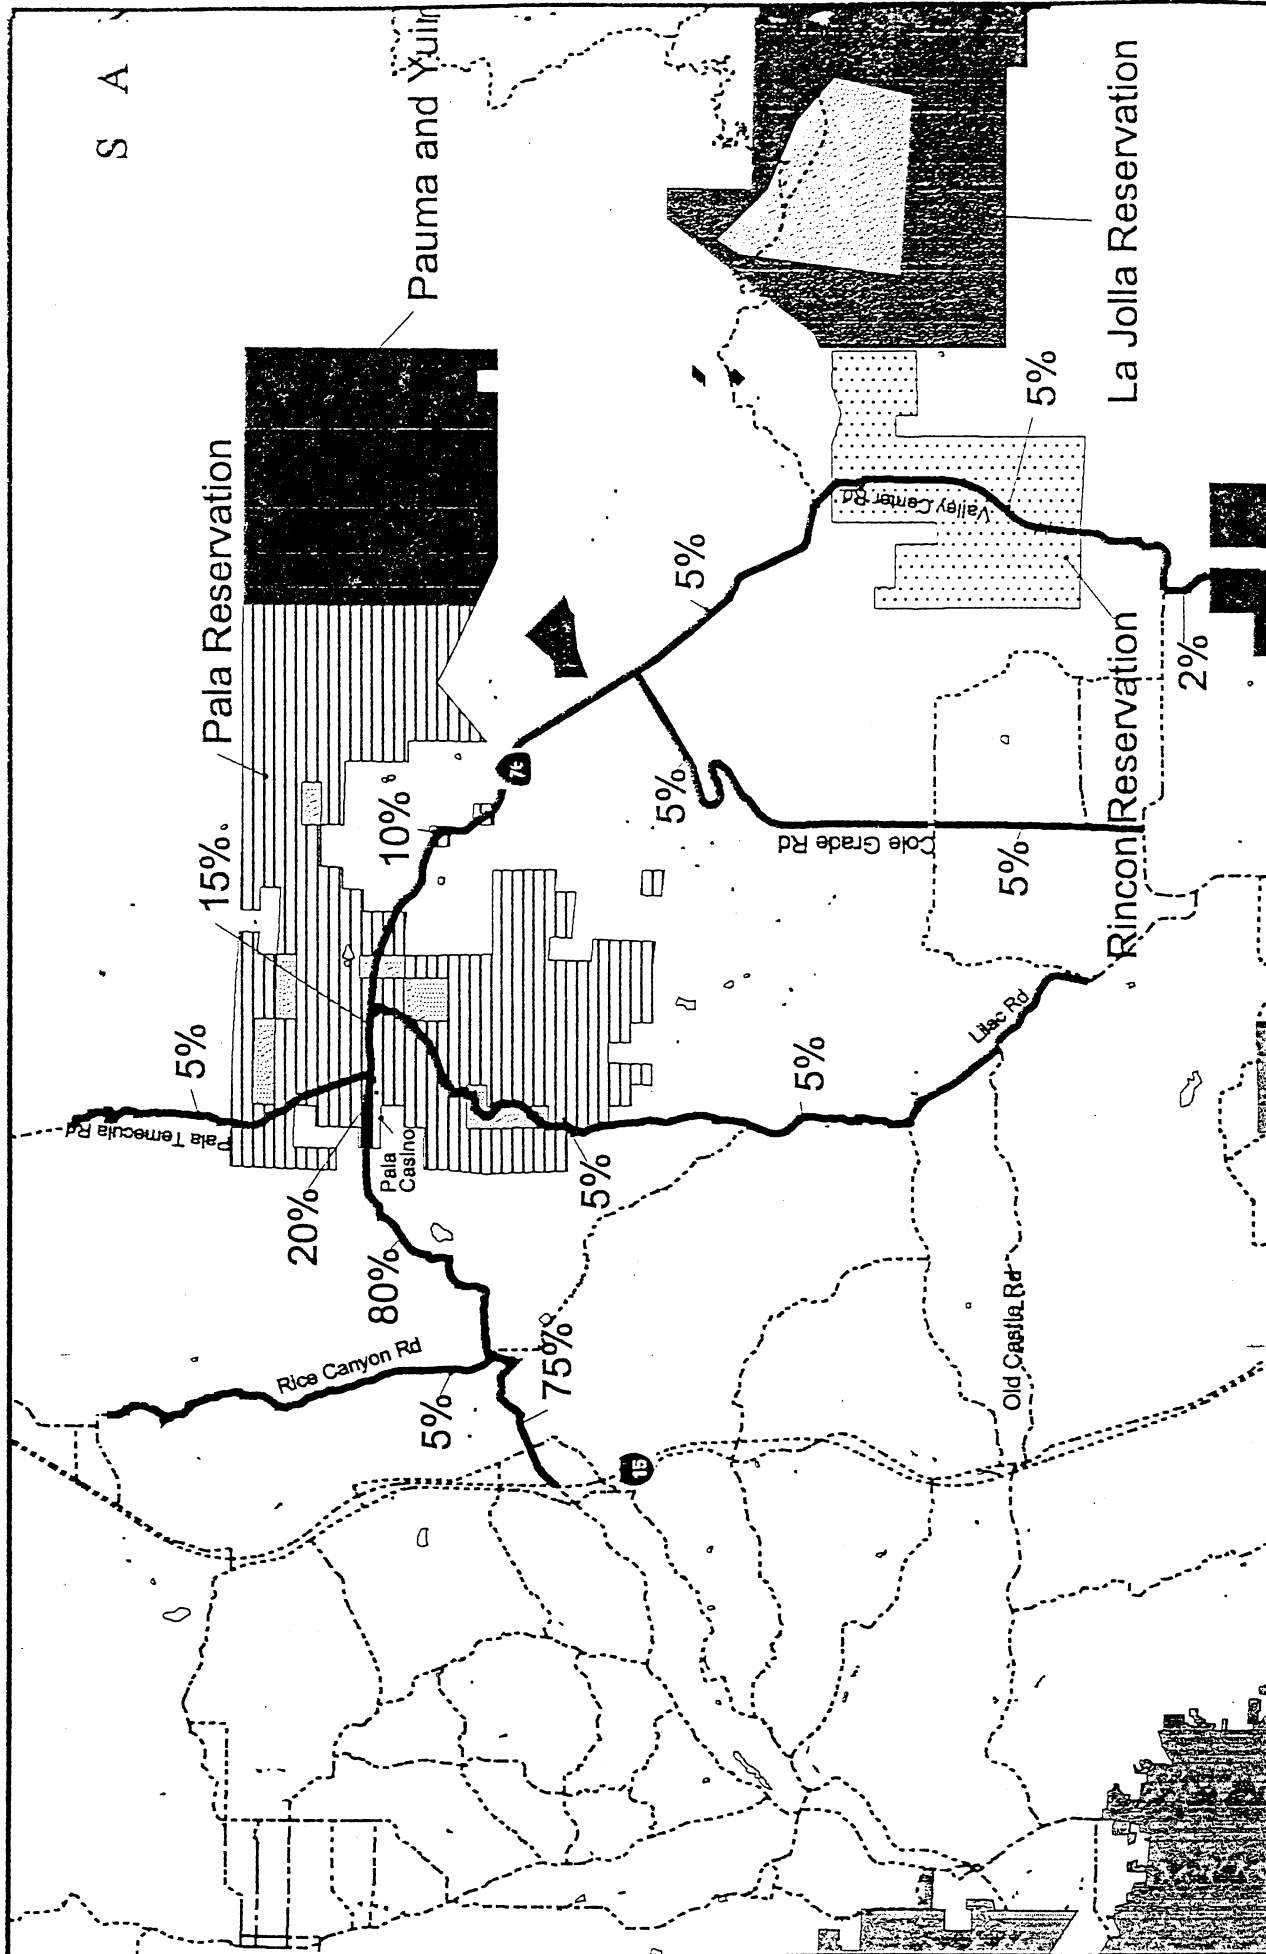 S A
Pauma and Yuim
Pala Reservation
La Jolla Reservation
15%
10%
5%
5%
Valley Center Rd
5%
2%
Rincon Reservation
5%
Cole Grade Rd
5%
Pala Temecula Rd
5%
20%
Pala
Casino
80%
5%
5%
Lilac Rd
Rice Canyon Rd
5%
75%
15
Old Castle Rd